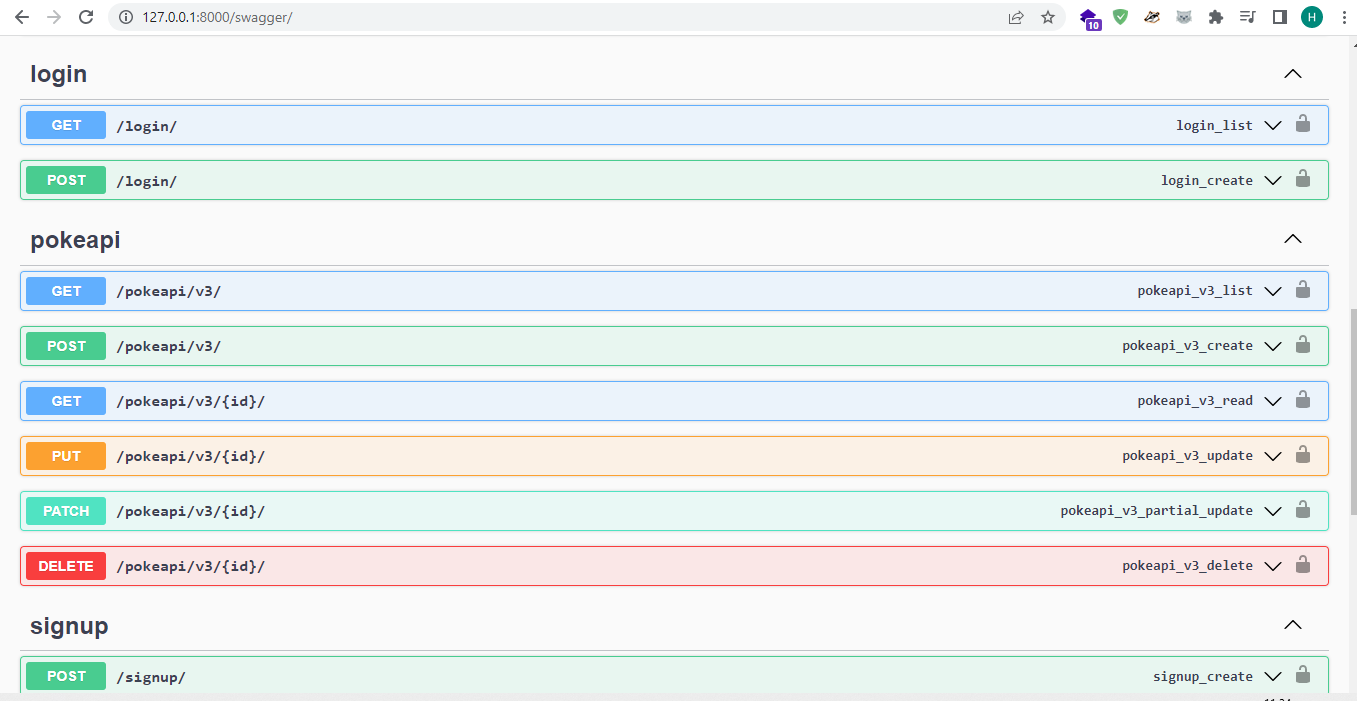 127.0.0.1:8000/swagger/
10
H
login
GET /login/ login_list
POST /login/ login_create
pokeapi
GET /pokeapi/v3/ pokeapi_v3_list
POST /pokeapi/v3/ pokeapi_v3_create
GET /pokeapi/v3/{id}/ pokeapi_v3_read
PUT /pokeapi/v3/{id}/ pokeapi_v3_update
PATCH /pokeapi/v3/{id}/ pokeapi_v3_partial_update
DELETE /pokeapi/v3/{id}/ pokeapi_v3_delete
signup
POST /signup/ signup_create